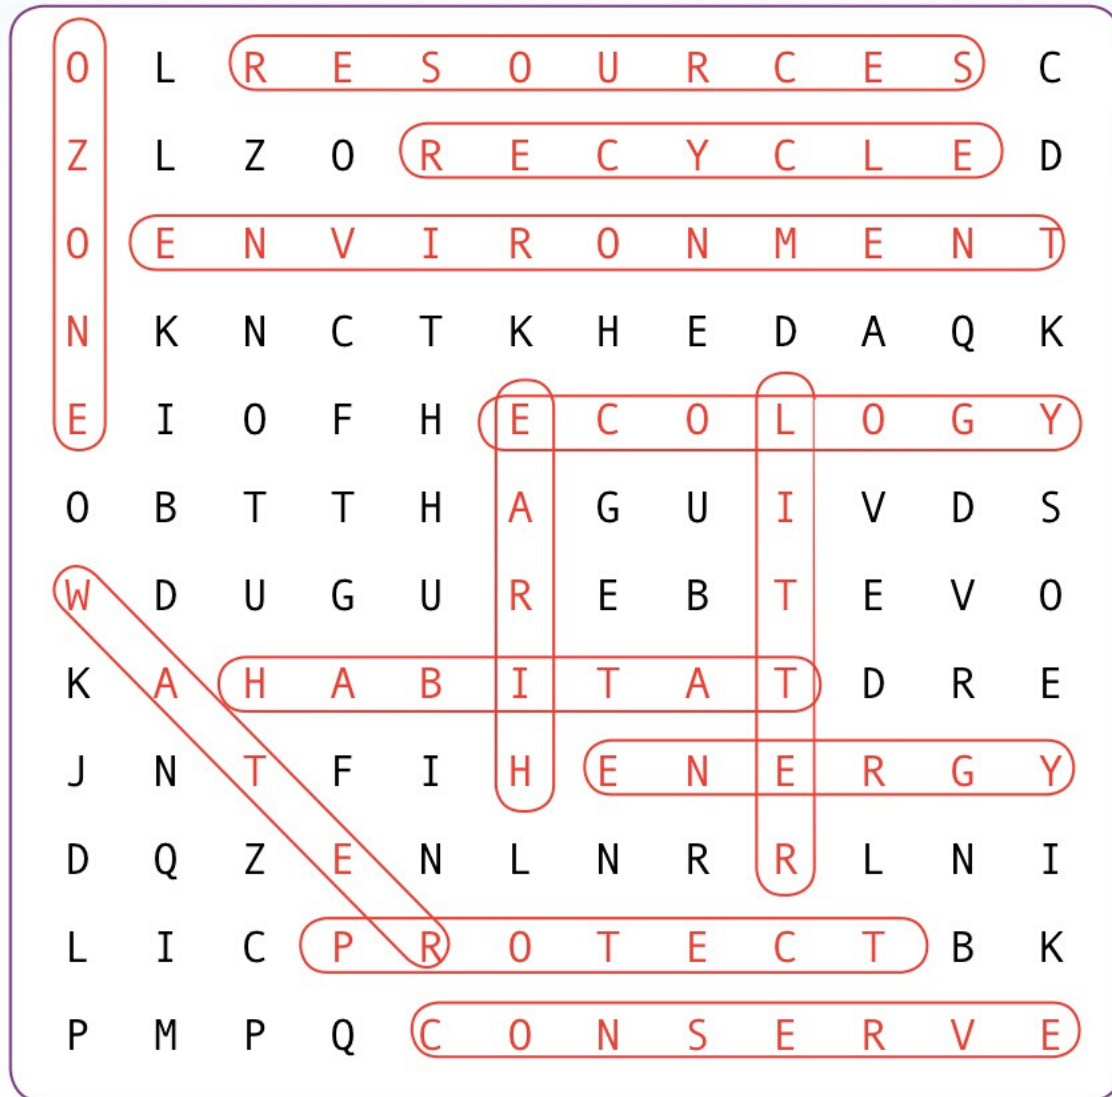 O L R E S O U R C E S C
Z L Z O R E C Y C L E D
O E N V I R O N M E N T
N K N C T K H E D A Q K
E I O F H E C O L O G Y
O B T T H A G U I V D S
W D U G U R E B T E V O
K A H A B I T A T D R E
J N T F I H E N E R G Y
D Q Z E N L N R R L N I
L I C P R O T E C T B K
P M P Q C O N S E R V E